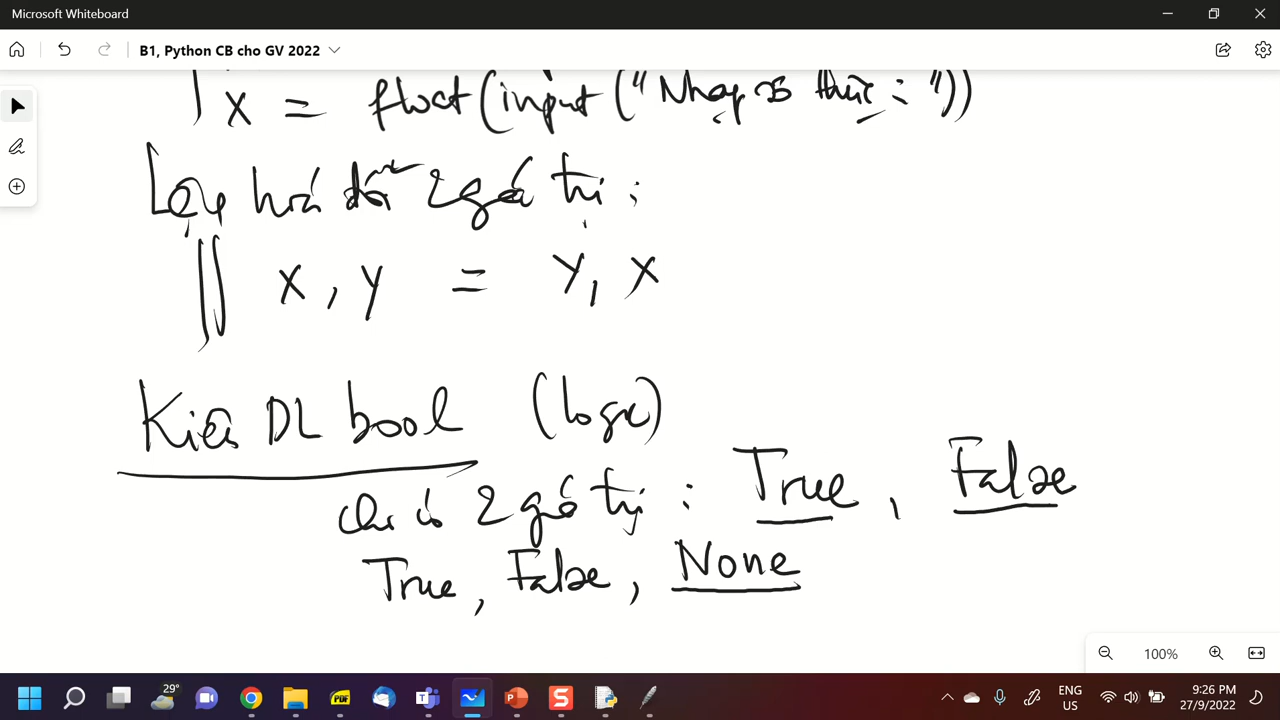 Microsoft Whiteboard
B1, Python CB cho GV 2022
x = float(input("Nhập số thực: "))
Lệnh hoá đổi 2 giá trị:
x, y = y, x
Kiểu DL bool (logic)
chỉ có 2 giá trị: True, False
True, False, None
100%
29°
ENG
US
9:26 PM
27/9/2022